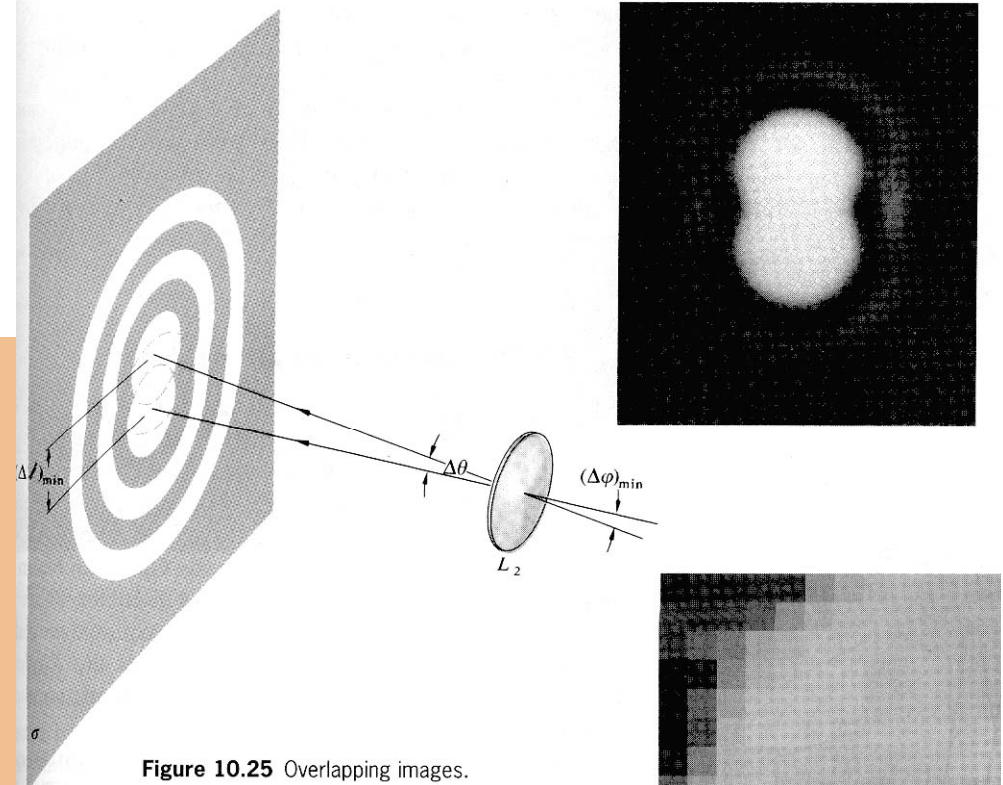 (Δℓ)min
Δθ
(Δφ)min
L2
σ
Figure 10.25 Overlapping images.